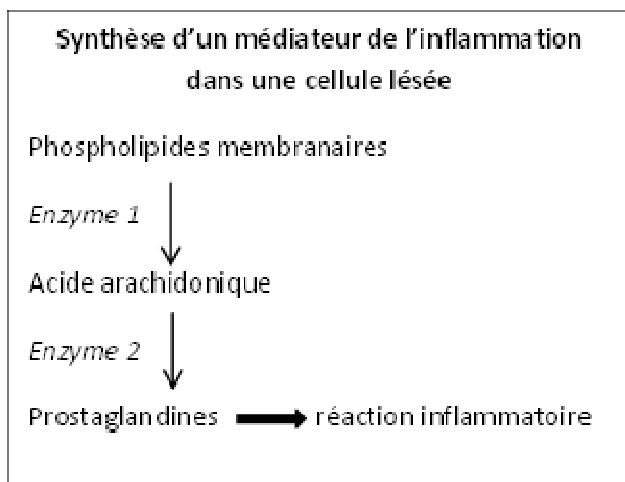 Synthèse d'un médiateur de l'inflammation
dans une cellule lésée
Phospholipides membranaires
Enzyme 1
Acide arachidonique
Enzyme 2
Prostaglandines réaction inflammatoire